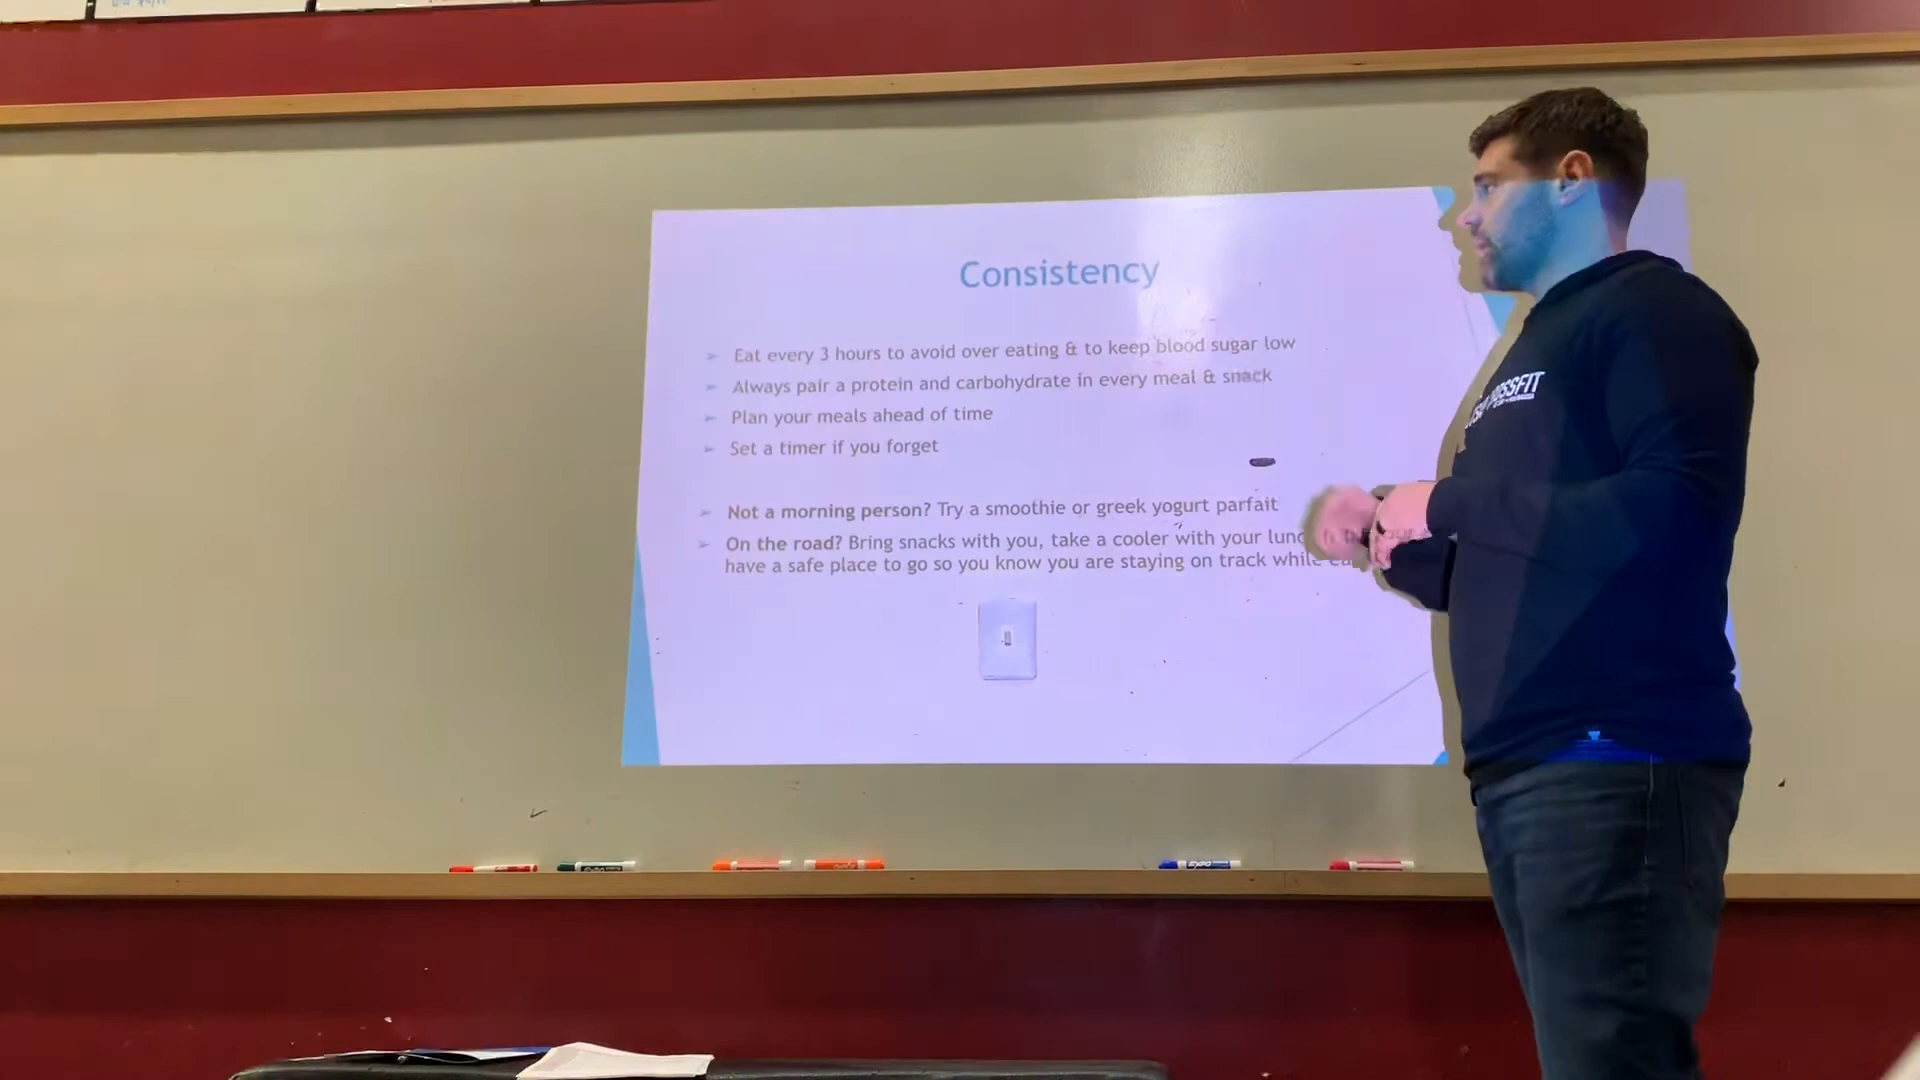 Consistency
➢ Eat every 3 hours to avoid over eating & to keep blood sugar low
➢ Always pair a protein and carbohydrate in every meal & snack
➢ Plan your meals ahead of time
➢ Set a timer if you forget
➢ Not a morning person? Try a smoothie or greek yogurt parfait
➢ On the road? Bring snacks with you, take a cooler with your
have a safe place to go so you know you are staying on track while
EXPO